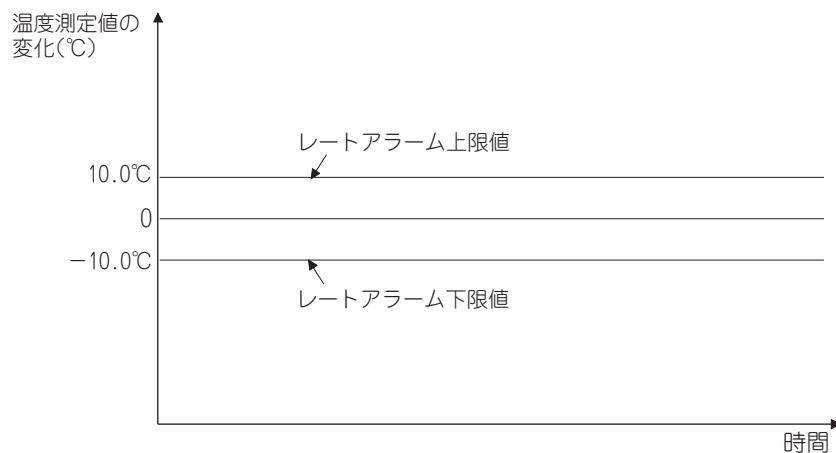 温度測定値の
変化(℃)
レートアラーム上限値
10.0℃
0
－10.0℃
レートアラーム下限値
時間